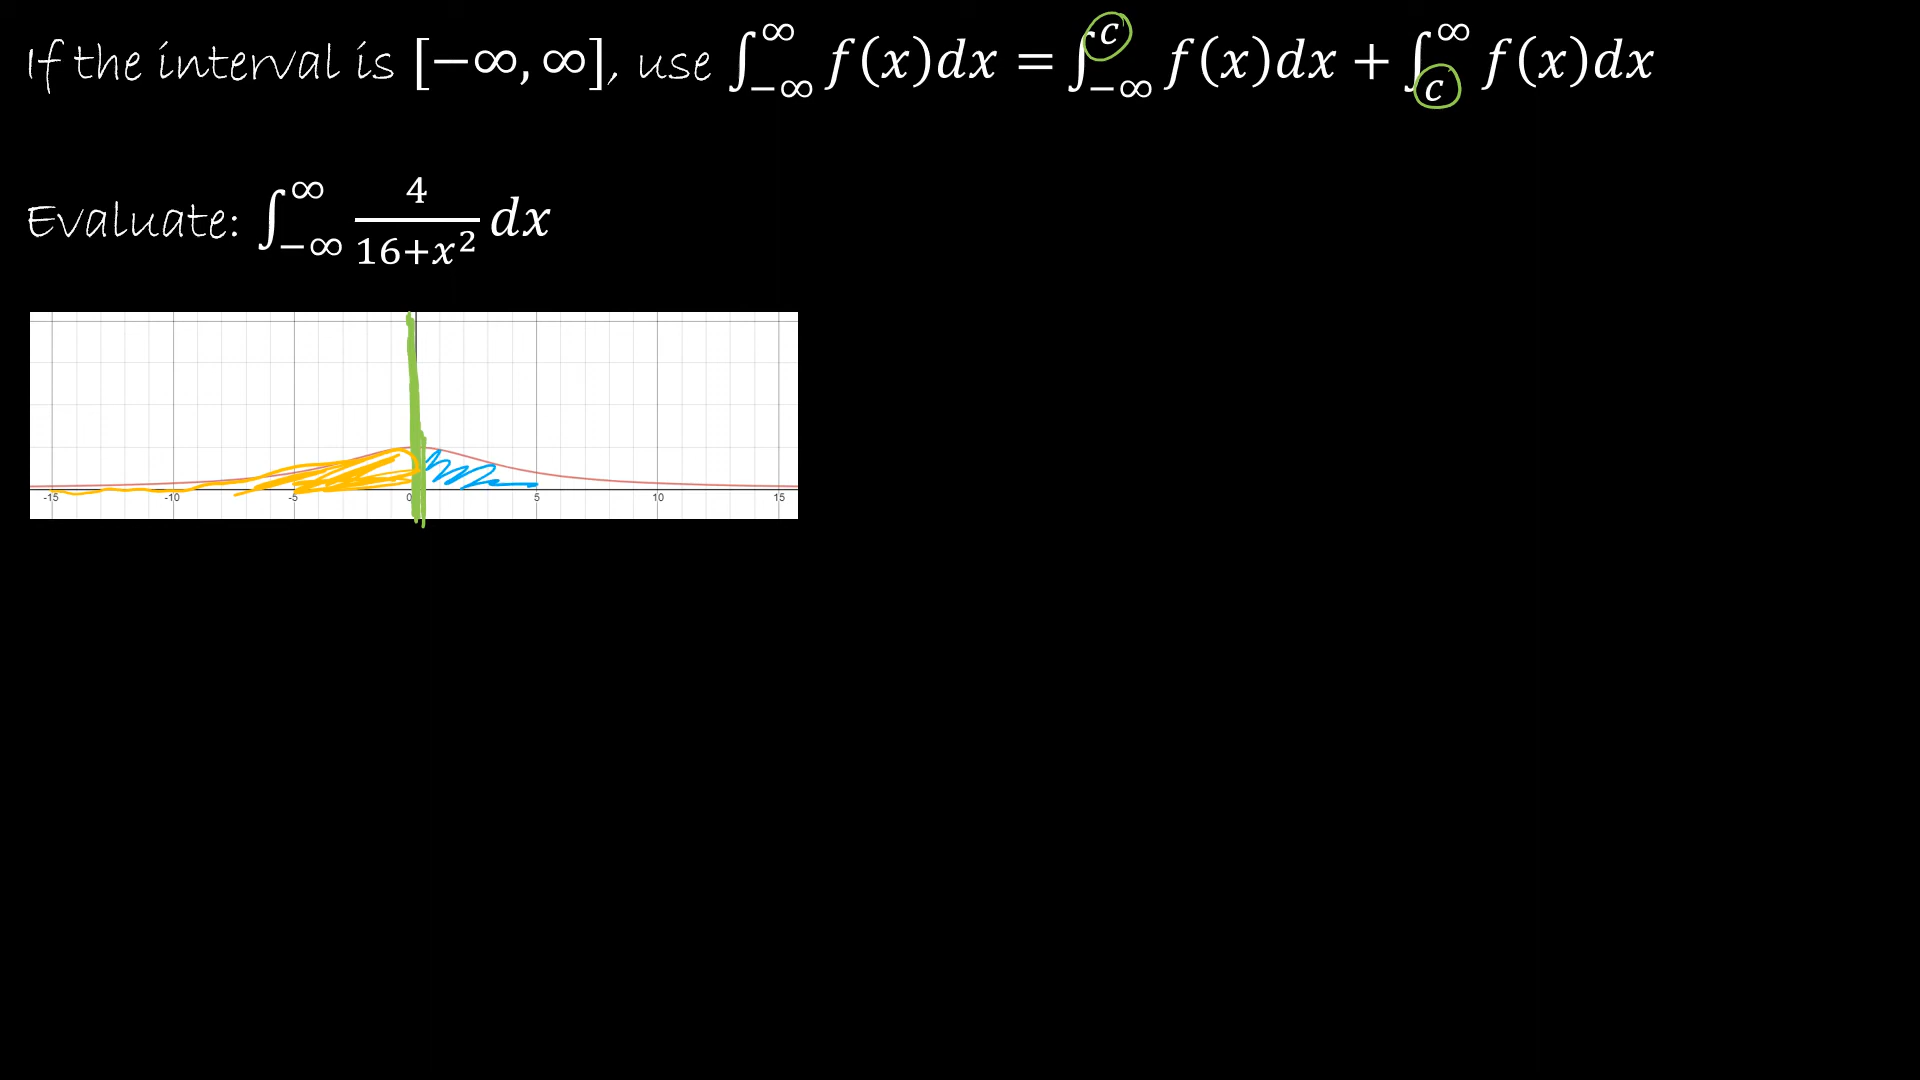 If the interval is [−∞, ∞], use ∫_{−∞}^{∞} f(x)dx = ∫_{−∞}^{c} f(x)dx + ∫_{c}^{∞} f(x)dx
Evaluate: ∫_{−∞}^{∞} 4/(16+x²) dx
-15 -10 -5 0 5 10 15